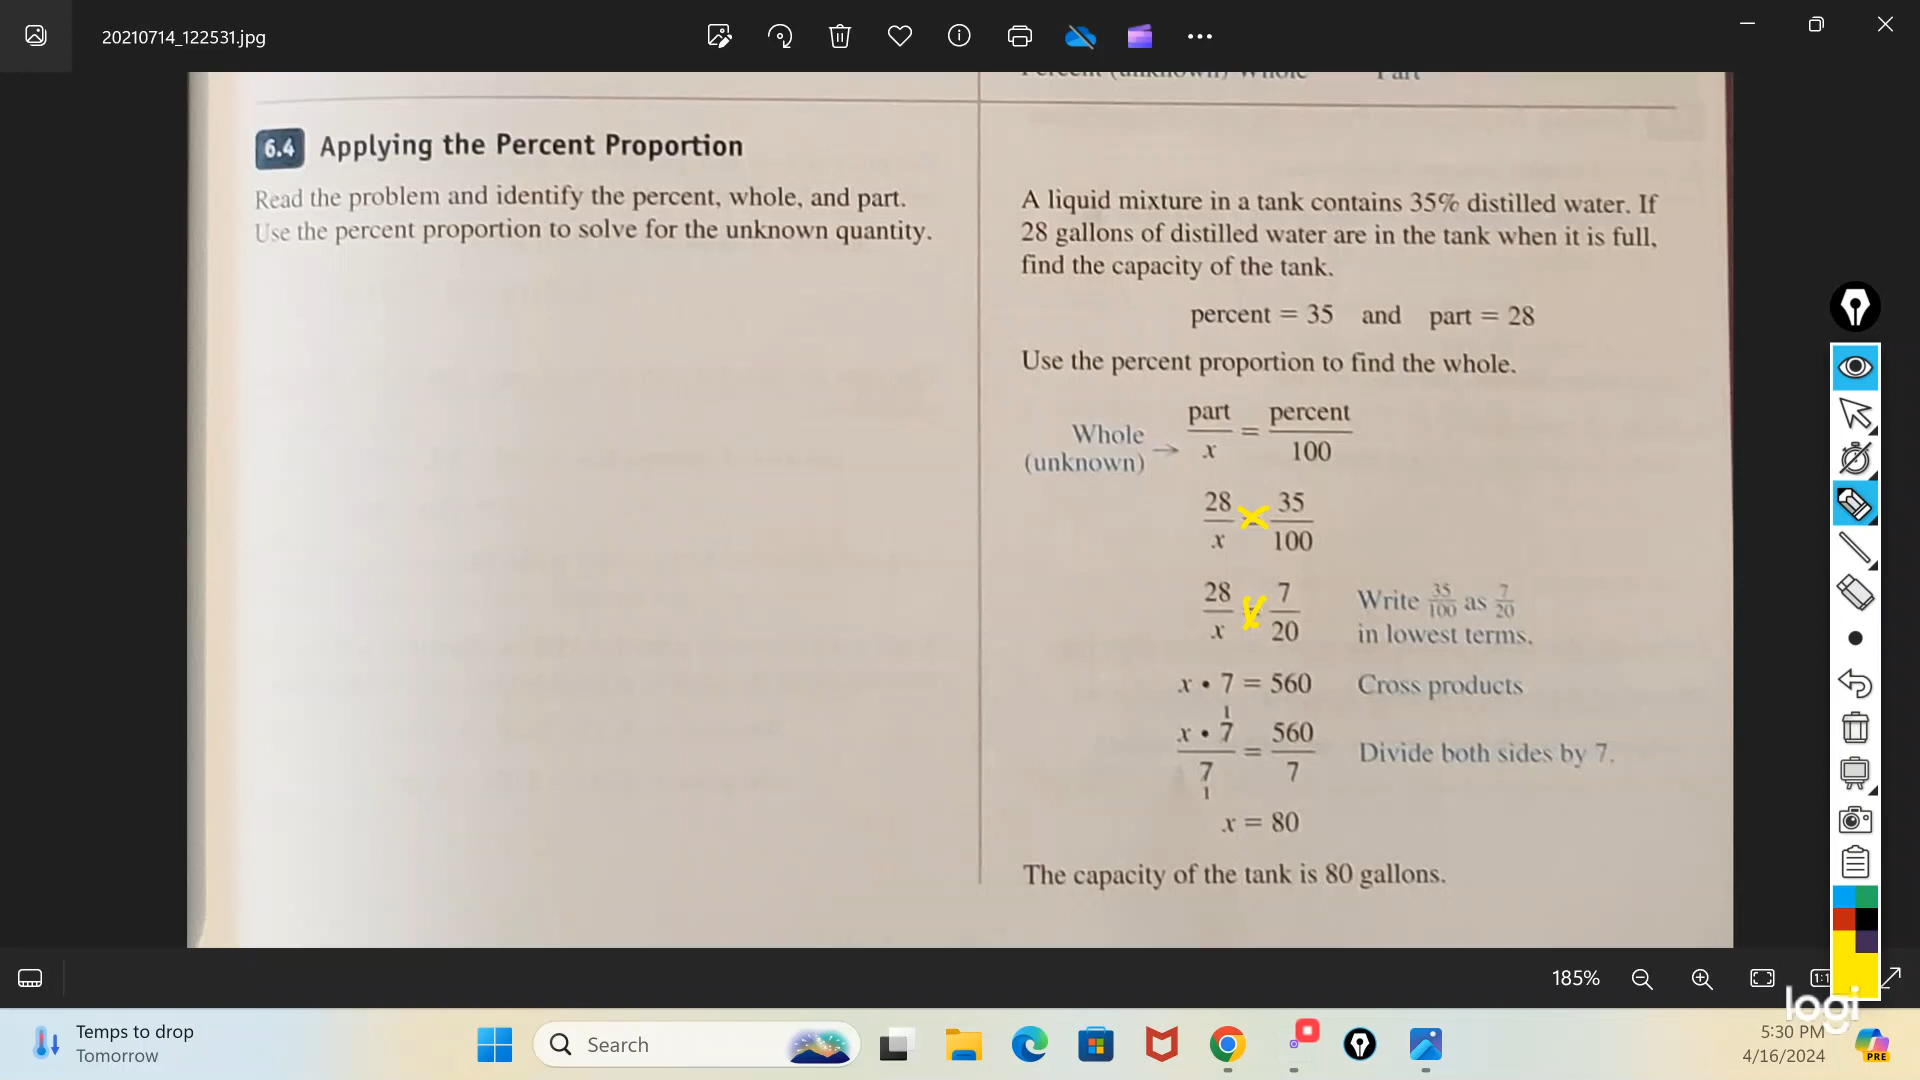 20210714_122531.jpg
6.4 Applying the Percent Proportion
Read the problem and identify the percent, whole, and part.
Use the percent proportion to solve for the unknown quantity.
A liquid mixture in a tank contains 35% distilled water. If
28 gallons of distilled water are in the tank when it is full,
find the capacity of the tank.
percent = 35 and part = 28
Use the percent proportion to find the whole.
Whole
(unknown) → part/x = percent/100
28/x = 35/100
28/x = 7/20
Write 35/100 as 7/20
in lowest terms.
x • 7 = 560 Cross products
1
x • 7/7 = 560/7 Divide both sides by 7.
1
x = 80
The capacity of the tank is 80 gallons.
185%
1:1
logi
Temps to drop
Tomorrow
Search
5:30 PM
4/16/2024
PRE